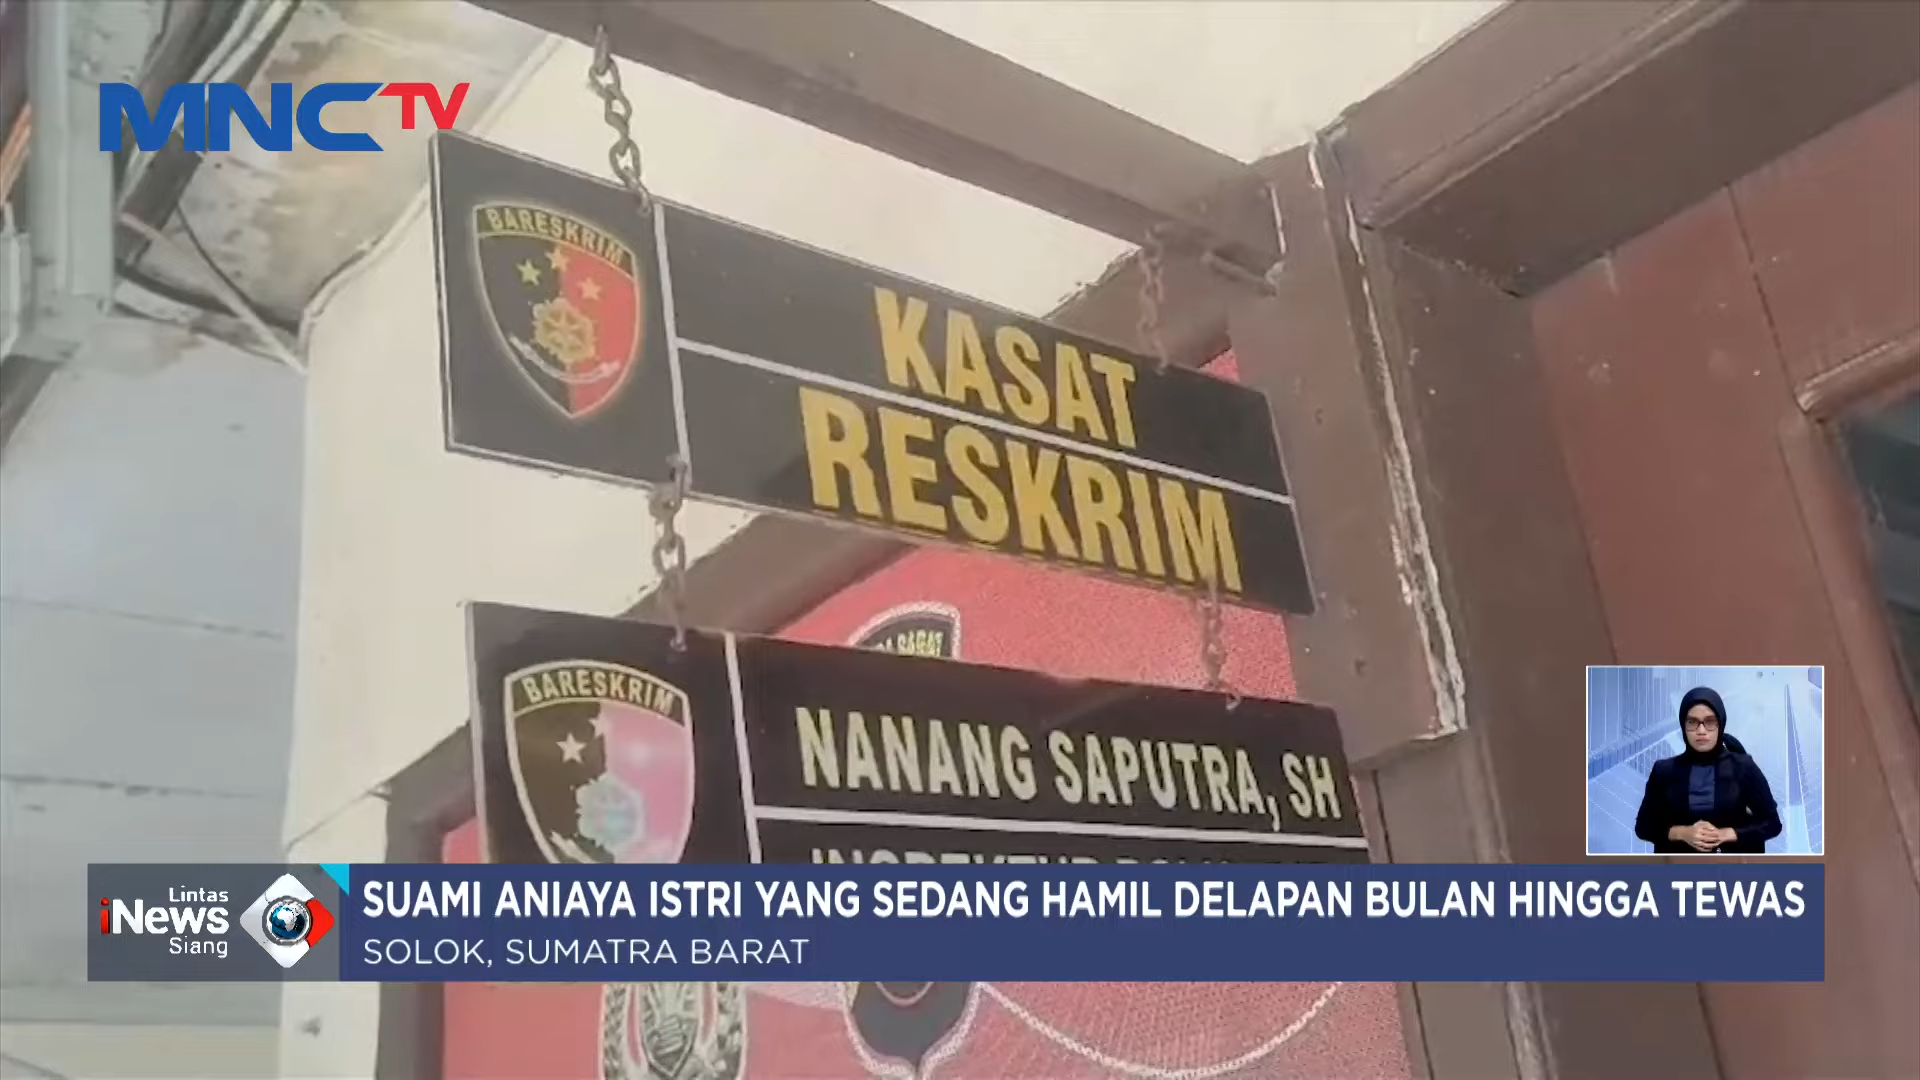 MNCTV
BARESKRIM
KASAT
RESKRIM
BARESKRIM
NANANG SAPUTRA, SH
Lintas
iNews
Siang
SUAMI ANIAYA ISTRI YANG SEDANG HAMIL DELAPAN BULAN HINGGA TEWAS
SOLOK, SUMATRA BARAT